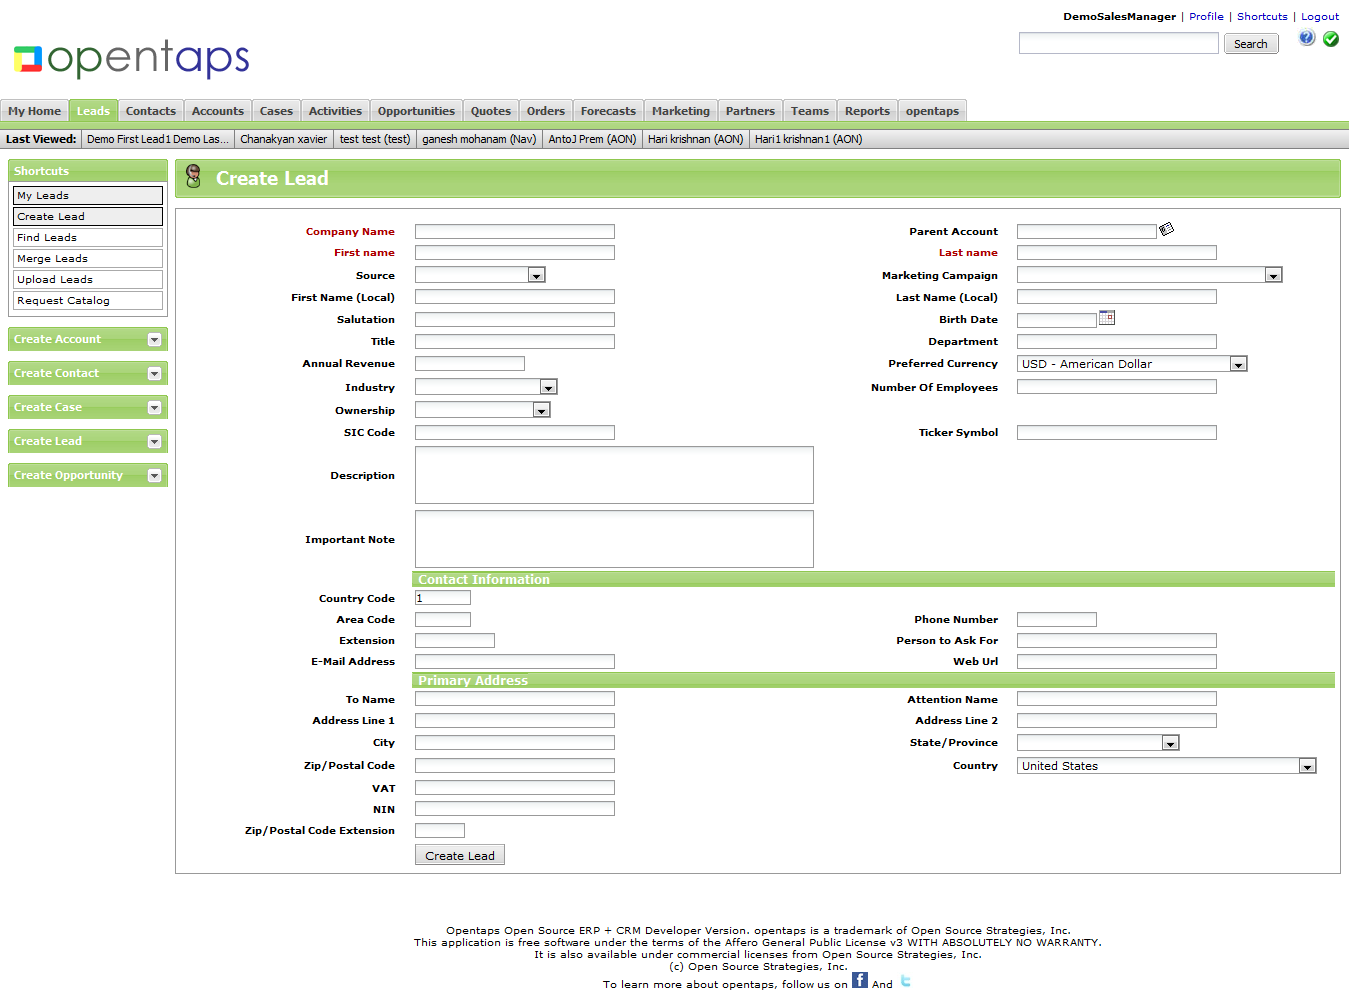 DemoSalesManager | Profile | Shortcuts | Logout
opentaps
Search
My Home Leads Contacts Accounts Cases Activities Opportunities Quotes Orders Forecasts Marketing Partners Teams Reports opentaps
Last Viewed: Demo First Lead1 Demo Las... Chanakyan xavier test test (test) ganesh mohanam (Nav) AntoJ Prem (AON) Hari krishnan (AON) Hari1 krishnan1 (AON)
Shortcuts
My Leads
Create Lead
Find Leads
Merge Leads
Upload Leads
Request Catalog
Create Account
Create Contact
Create Case
Create Lead
Create Opportunity
Create Lead
Company Name Parent Account
First name Last name
Source Marketing Campaign
First Name (Local) Last Name (Local)
Salutation Birth Date
Title Department
Annual Revenue Preferred Currency USD - American Dollar
Industry Number Of Employees
Ownership
SIC Code Ticker Symbol
Description
Important Note
Contact Information
Country Code 1
Area Code Phone Number
Extension Person to Ask For
E-Mail Address Web Url
Primary Address
To Name Attention Name
Address Line 1 Address Line 2
City State/Province
Zip/Postal Code Country United States
VAT
NIN
Zip/Postal Code Extension
Create Lead
Opentaps Open Source ERP + CRM Developer Version. opentaps is a trademark of Open Source Strategies, Inc.
This application is free software under the terms of the Affero General Public License v3 WITH ABSOLUTELY NO WARRANTY.
It is also available under commercial licenses from Open Source Strategies, Inc.
(c) Open Source Strategies, Inc.
To learn more about opentaps, follow us on f And t